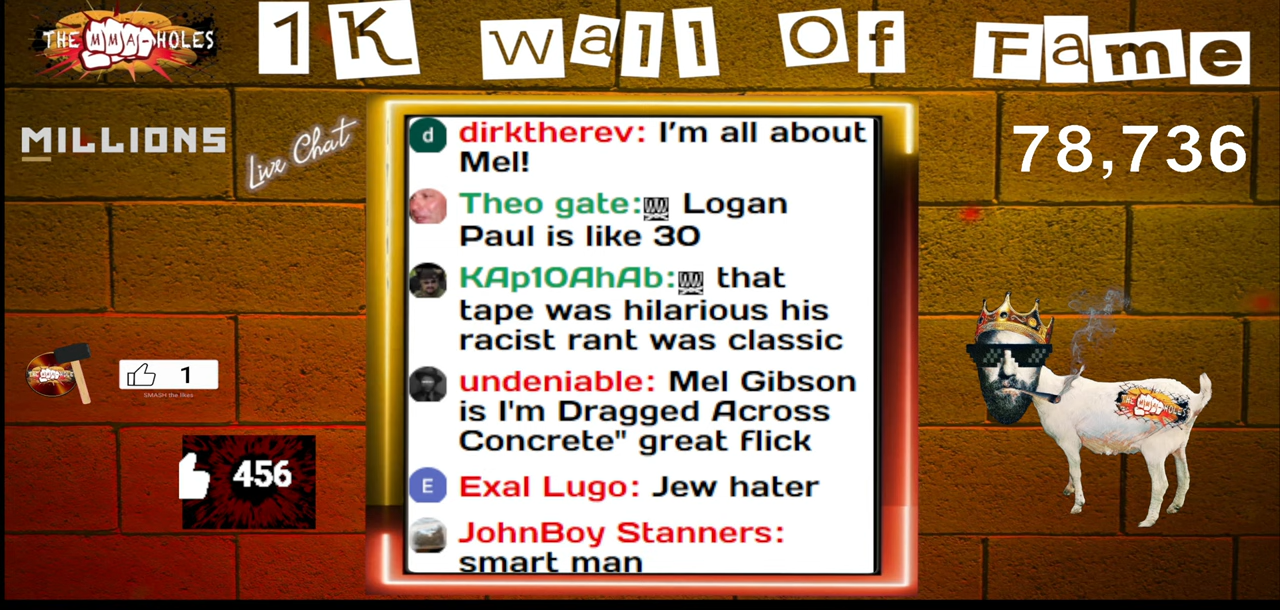 THE MMA-HOLES
1K Wall Of Fame
MILLIONS
Live Chat
78,736
dirktherev: I'm all about
Mel!
Theo gate: Logan
Paul is like 30
KAp10AhAb: that
tape was hilarious his
racist rant was classic
undeniable: Mel Gibson
is I'm Dragged Across
Concrete" great flick
Exal Lugo: Jew hater
JohnBoy Stanners:
smart man
THE MMA-HOLES
1
SMASH the likes
456
THE MMA-HOLES